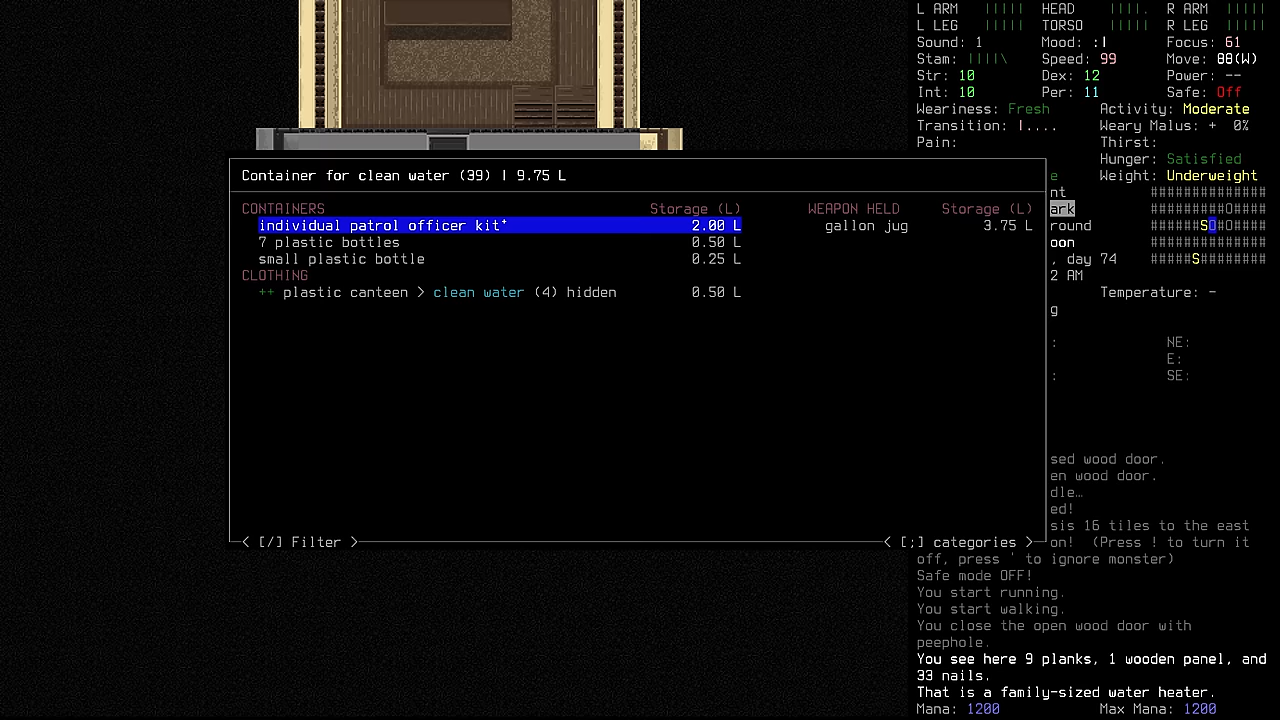 L ARM ||||| HEAD ||||. R ARM |||||
L LEG ||||| TORSO ||||| R LEG |||||
Sound: 1 Mood: :| Focus: 61
Stam: ||||\ Speed: 99 Move: 88(W)
Str: 10 Dex: 12 Power: --
Int: 10 Per: 11 Safe: Off
Weariness: Fresh Activity: Moderate
Transition: |.... Weary Malus: + 0%
Pain: Thirst:
Hunger: Satisfied
e Weight: Underweight
nt ##############
ark #########O####
round ######SO#O####
oon ##############
, day 74 #####S########
2 AM
Temperature: -
g
: NE:
E:
: SE:
Container for clean water (39) | 9.75 L
CONTAINERS Storage (L) WEAPON HELD Storage (L)
individual patrol officer kit+ 2.00 L gallon jug 3.75 L
7 plastic bottles 0.50 L
small plastic bottle 0.25 L
CLOTHING
++ plastic canteen > clean water (4) hidden 0.50 L
< [/] Filter > < [;] categories >
sed wood door.
en wood door.
dle…
ed!
sis 16 tiles to the east
on! (Press ! to turn it
off, press ' to ignore monster)
Safe mode OFF!
You start running.
You start walking.
You close the open wood door with
peephole.
You see here 9 planks, 1 wooden panel, and
33 nails.
That is a family-sized water heater.
Mana: 1200 Max Mana: 1200